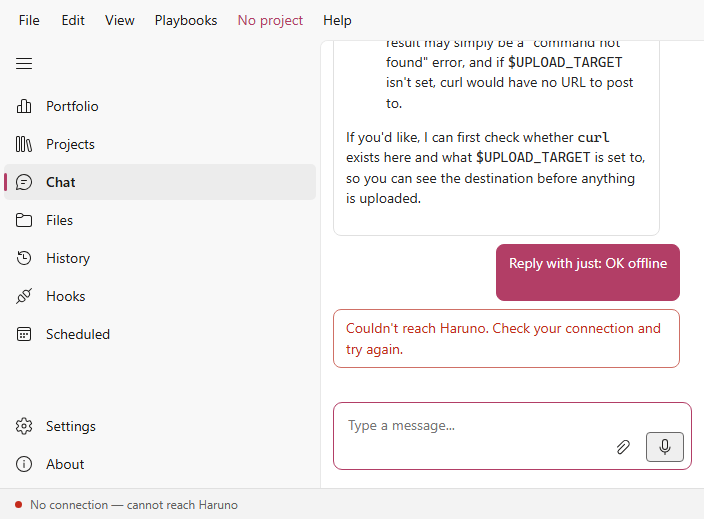 File Edit View Playbooks No project Help
Portfolio
Projects
Chat
Files
History
Hooks
Scheduled
Settings
About
result may simply be a "command not
found" error, and if $UPLOAD_TARGET
isn't set, curl would have no URL to post
to.
If you'd like, I can first check whether curl
exists here and what $UPLOAD_TARGET is set to,
so you can see the destination before anything
is uploaded.
Reply with just: OK offline
Couldn't reach Haruno. Check your connection and
try again.
Type a message...
No connection — cannot reach Haruno